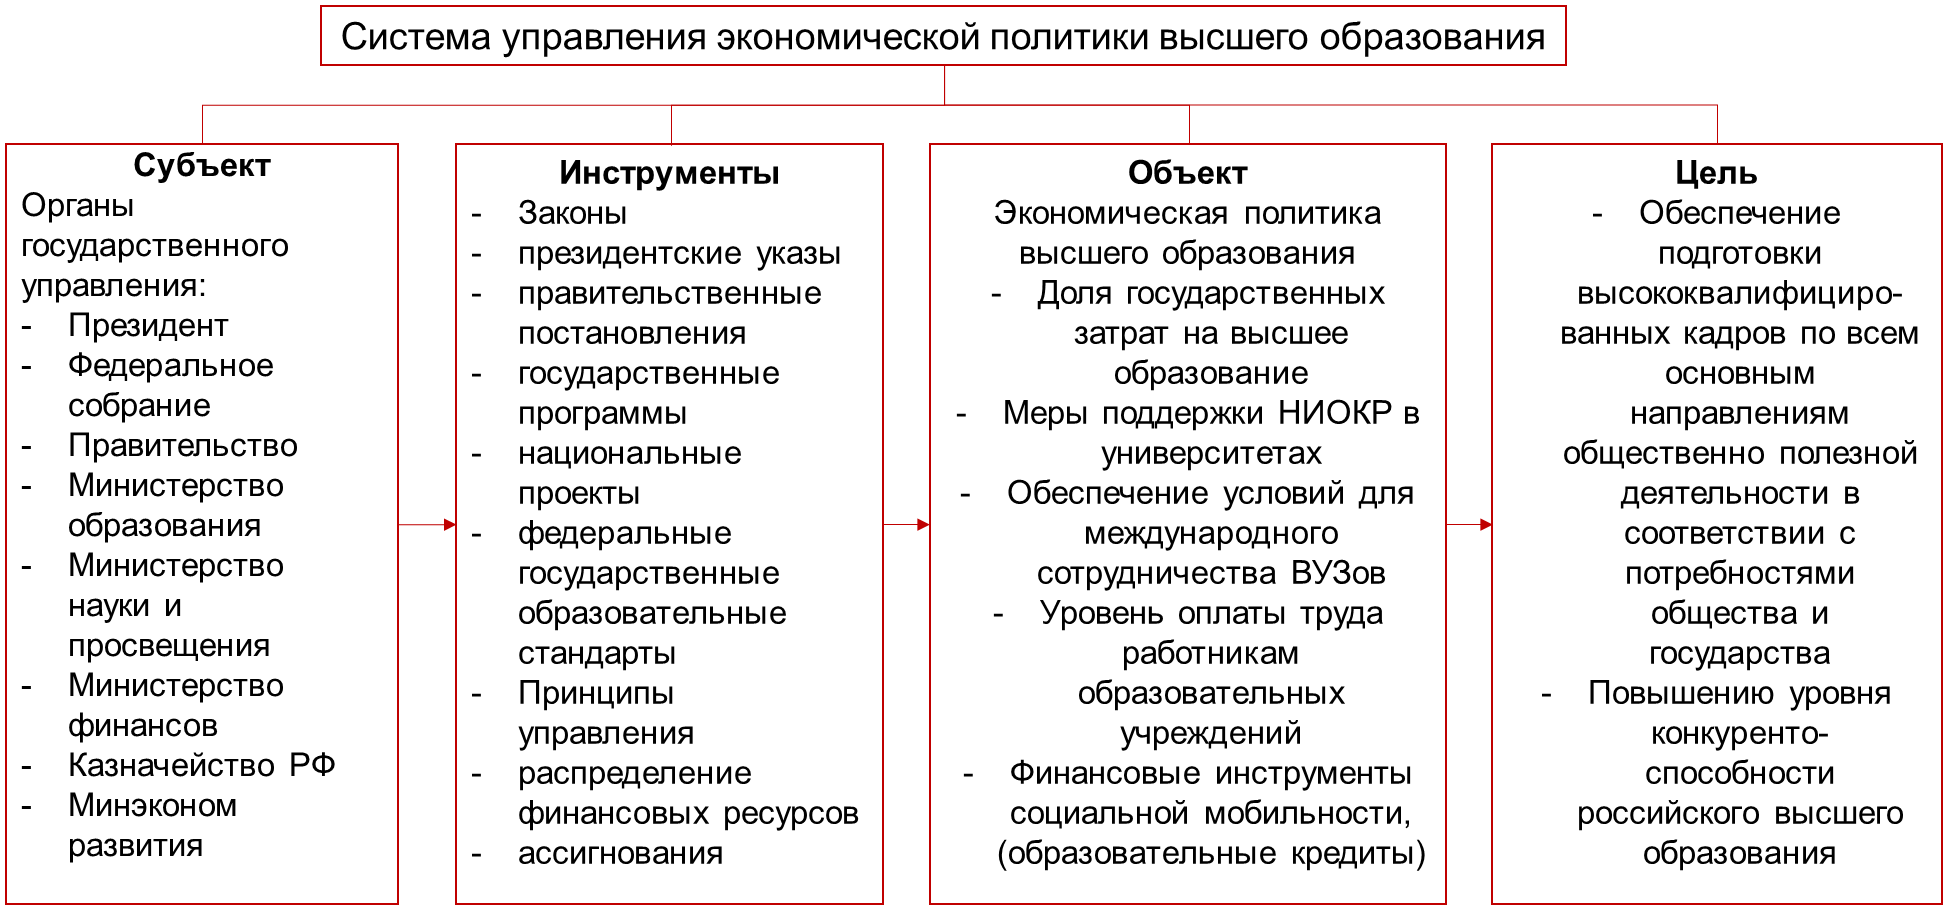 Система управления экономической политики высшего образования
Субъект
Органы
государственного
управления:
- Президент
- Федеральное
собрание
- Правительство
- Министерство
образования
- Министерство
науки и
просвещения
- Министерство
финансов
- Казначейство РФ
- Минэконом
развития
Инструменты
- Законы
- президентские указы
- правительственные
постановления
- государственные
программы
- национальные
проекты
- федеральные
государственные
образовательные
стандарты
- Принципы
управления
- распределение
финансовых ресурсов
- ассигнования
Объект
Экономическая политика
высшего образования
- Доля государственных
затрат на высшее
образование
- Меры поддержки НИОКР в
университетах
- Обеспечение условий для
международного
сотрудничества ВУЗов
- Уровень оплаты труда
работникам
образовательных
учреждений
- Финансовые инструменты
социальной мобильности,
(образовательные кредиты)
Цель
- Обеспечение
подготовки
высококвалифициро-
ванных кадров по всем
основным
направлениям
общественно полезной
деятельности в
соответствии с
потребностями
общества и
государства
- Повышению уровня
конкуренто-
способности
российского высшего
образования